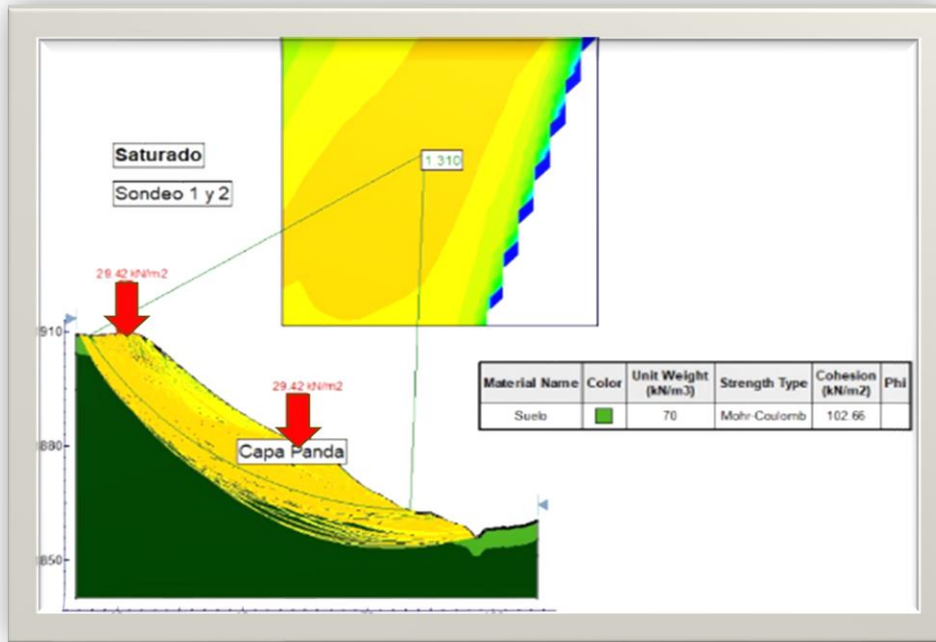 1.310
Saturado
Sondeo 1 y 2
29.42 kN/m2
910
29.42 kN/m2
880
Capa Panda
850
Material Name Color Unit Weight (kN/m3) Strength Type Cohesion (kN/m2) Phi
Suelo 70 Mohr-Coulomb 102.66